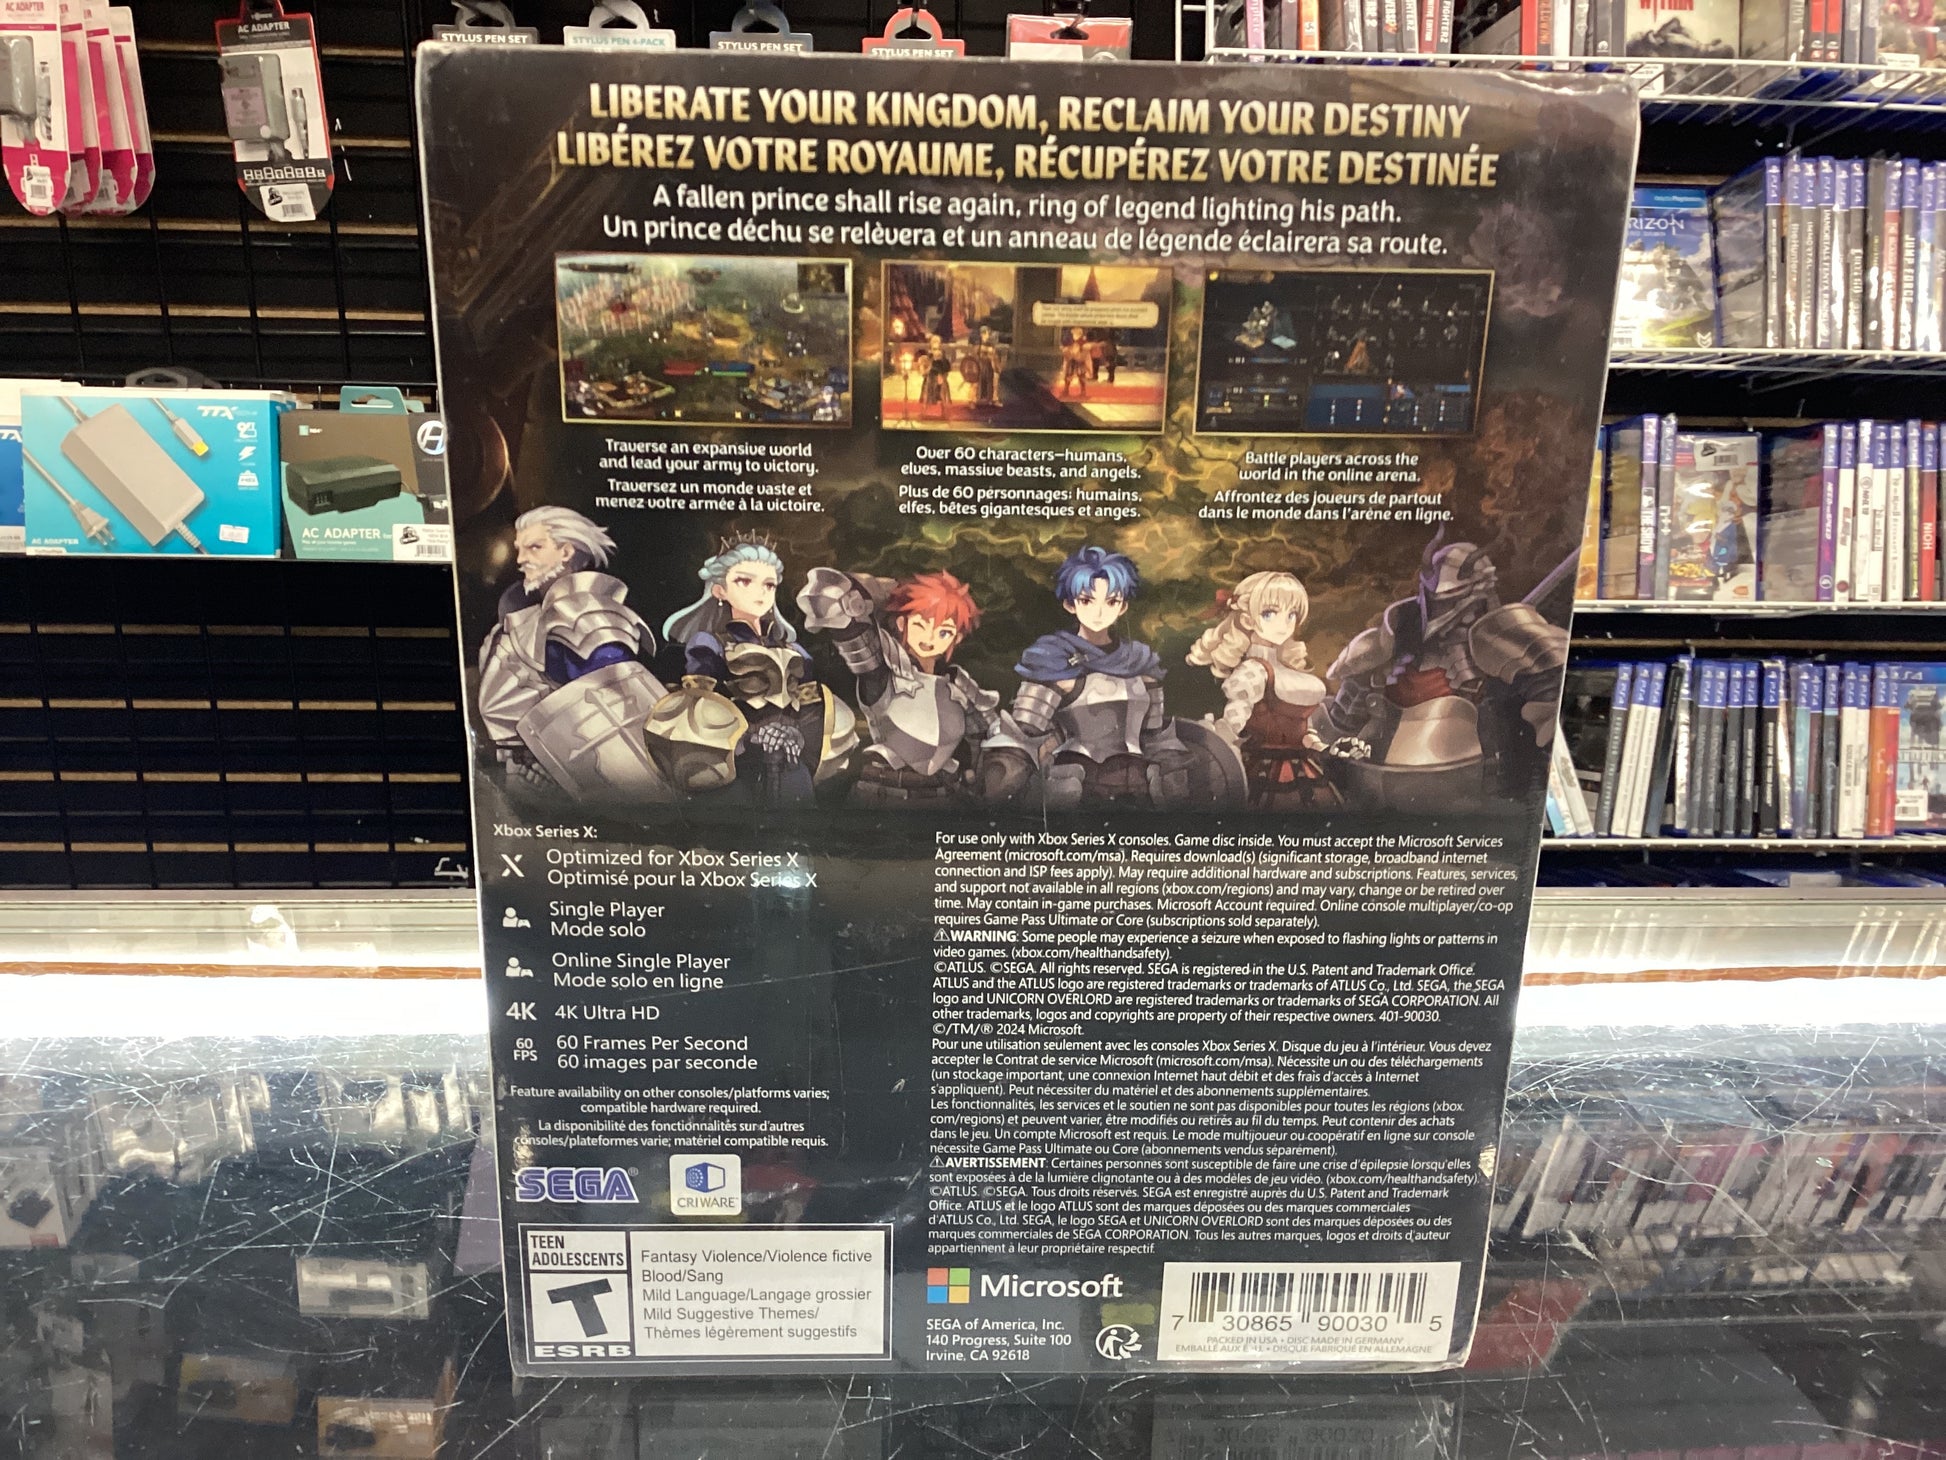 AC ADAPTER
STYLUS PEN SET
STYLUS PEN 4-PACK
STYLUS PEN SET
STYLUS PEN SET
LIBERATE YOUR KINGDOM, RECLAIM YOUR DESTINY
LIBÉREZ VOTRE ROYAUME, RÉCUPÉREZ VOTRE DESTINÉE
A fallen prince shall rise again, ring of legend lighting his path.
Un prince déchu se relèvera et un anneau de légende éclairera sa route.
Traverse an expansive world
and lead your army to victory.
Traversez un monde vaste et
menez votre armée à la victoire.
Over 60 characters—humans,
elves, massive beasts, and angels.
Plus de 60 personnages: humains,
elfes, bêtes gigantesques et anges.
Battle players across the
world in the online arena.
Affrontez des joueurs de partout
dans le monde dans l'arène en ligne.
AC ADAPTER
AC ADAPTER for
Xbox Series X:
Optimized for Xbox Series X
Optimisé pour la Xbox Series X
Single Player
Mode solo
Online Single Player
Mode solo en ligne
4K 4K Ultra HD
60 FPS
60 Frames Per Second
60 images par seconde
Feature availability on other consoles/platforms varies;
compatible hardware required.
La disponibilité des fonctionnalités sur d'autres
consoles/plateformes varie; matériel compatible requis.
SEGA®
CRIWARE
TEEN
ADOLESCENTS
T
ESRB
Fantasy Violence/Violence fictive
Blood/Sang
Mild Language/Langage grossier
Mild Suggestive Themes/
Thèmes légèrement suggestifs
For use only with Xbox Series X consoles. Game disc inside. You must accept the Microsoft Services
Agreement (microsoft.com/msa). Requires download(s) (significant storage, broadband internet
connection and ISP fees apply). May require additional hardware and subscriptions. Features, services,
and support not available in all regions (xbox.com/regions) and may vary, change or be retired over
time. May contain in-game purchases. Microsoft Account required. Online console multiplayer/co-op
requires Game Pass Ultimate or Core (subscriptions sold separately).
⚠WARNING: Some people may experience a seizure when exposed to flashing lights or patterns in
video games. (xbox.com/healthandsafety).
©ATLUS. ©SEGA. All rights reserved. SEGA is registered in the U.S. Patent and Trademark Office.
ATLUS and the ATLUS logo are registered trademarks or trademarks of ATLUS Co., Ltd. SEGA, the SEGA
logo and UNICORN OVERLORD are registered trademarks or trademarks of SEGA CORPORATION. All
other trademarks, logos and copyrights are property of their respective owners. 401-90030.
©/TM/® 2024 Microsoft.
Pour une utilisation seulement avec les consoles Xbox Series X. Disque du jeu à l'intérieur. Vous devez
accepter le Contrat de service Microsoft (microsoft.com/msa). Nécessite un ou des téléchargements
(un stockage important, une connexion Internet haut débit et des frais d'accès à Internet
s'appliquent). Peut nécessiter du matériel et des abonnements supplémentaires.
Les fonctionnalités, les services et le soutien ne sont pas disponibles pour toutes les régions (xbox.
com/regions) et peuvent varier, être modifiés ou retirés au fil du temps. Peut contenir des achats
dans le jeu. Un compte Microsoft est requis. Le mode multijoueur ou coopératif en ligne sur console
nécessite Game Pass Ultimate ou Core (abonnements vendus séparément).
⚠AVERTISSEMENT: Certaines personnes sont susceptible de faire une crise d'épilepsie lorsqu'elles
sont exposées à de la lumière clignotante ou à des modèles de jeu vidéo. (xbox.com/healthandsafety).
©ATLUS. ©SEGA. Tous droits réservés. SEGA est enregistré auprès du U.S. Patent and Trademark
Office. ATLUS et le logo ATLUS sont des marques déposées ou des marques commerciales
d'ATLUS Co., Ltd. SEGA, le logo SEGA et UNICORN OVERLORD sont des marques déposées ou des
marques commerciales de SEGA CORPORATION. Tous les autres marques, logos et droits d'auteur
appartiennent à leur propriétaire respectif.
Microsoft
SEGA of America, Inc.
140 Progress, Suite 100
Irvine, CA 92618
7 30865 90030 5
PACKED IN USA • DISC MADE IN GERMANY
DISQUE FABRIQUÉ EN ALLEMAGNE